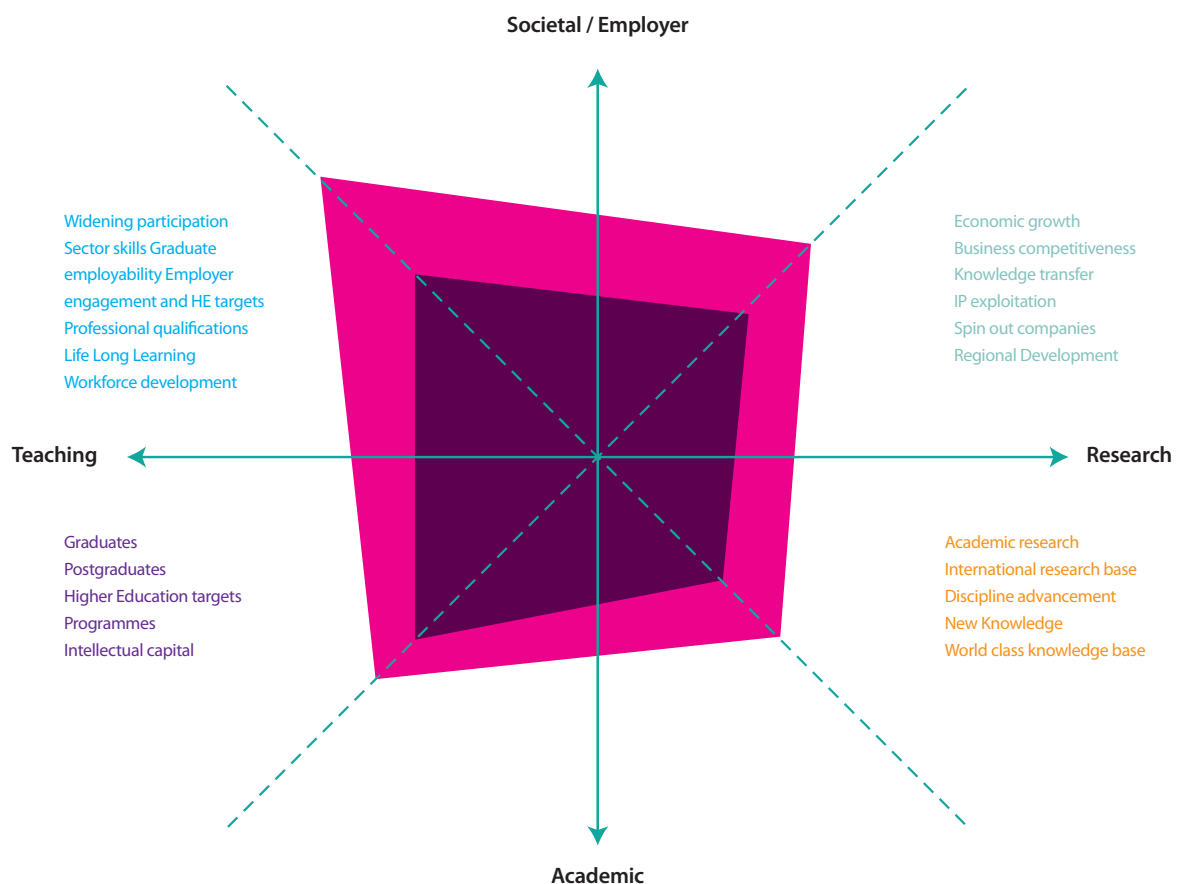 Societal / Employer
Widening participation
Sector skills Graduate
employability Employer
engagement and HE targets
Professional qualifications
Life Long Learning
Workforce development
Economic growth
Business competitiveness
Knowledge transfer
IP exploitation
Spin out companies
Regional Development
Teaching
Research
Graduates
Postgraduates
Higher Education targets
Programmes
Intellectual capital
Academic research
International research base
Discipline advancement
New Knowledge
World class knowledge base
Academic